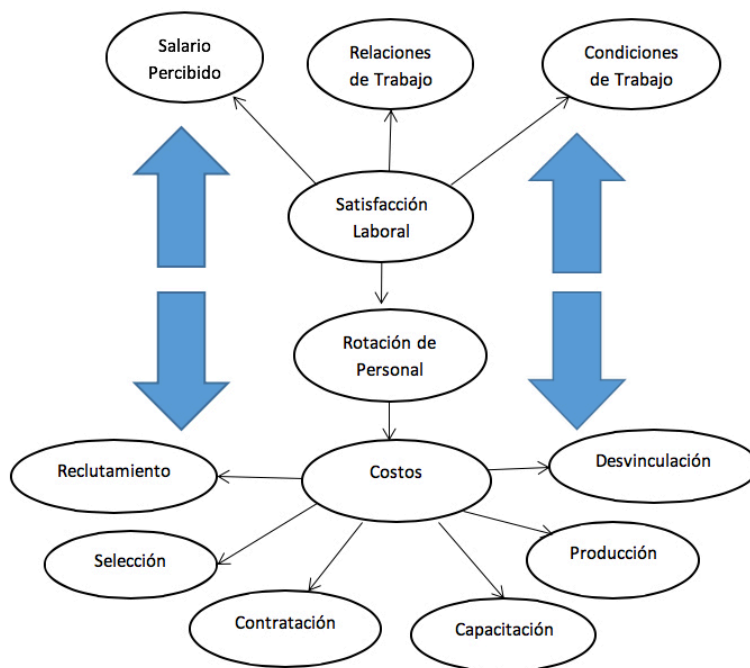 Salario
Percibido
Relaciones
de Trabajo
Condiciones
de Trabajo
Satisfacción
Laboral
Rotación de
Personal
Reclutamiento
Costos
Desvinculación
Selección
Producción
Contratación
Capacitación